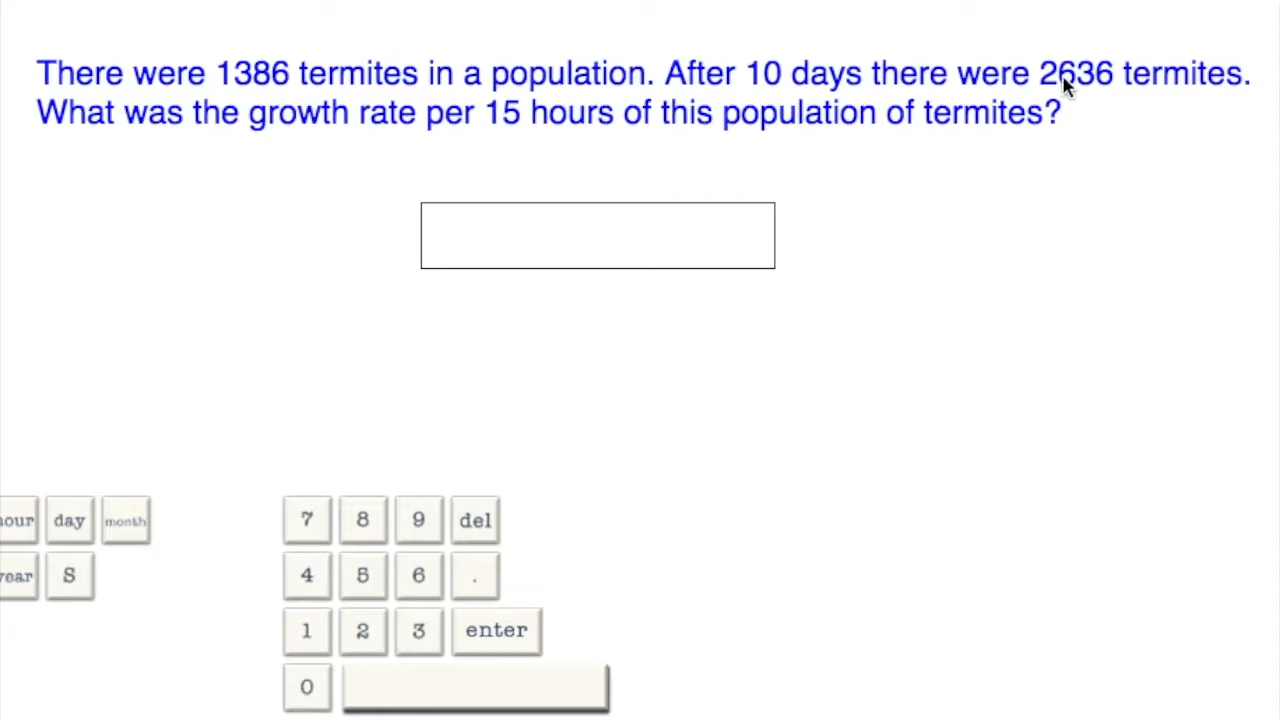 There were 1386 termites in a population. After 10 days there were 2636 termites.
What was the growth rate per 15 hours of this population of termites?
hour day month 7 8 9 del
year S 4 5 6 .
1 2 3 enter
0